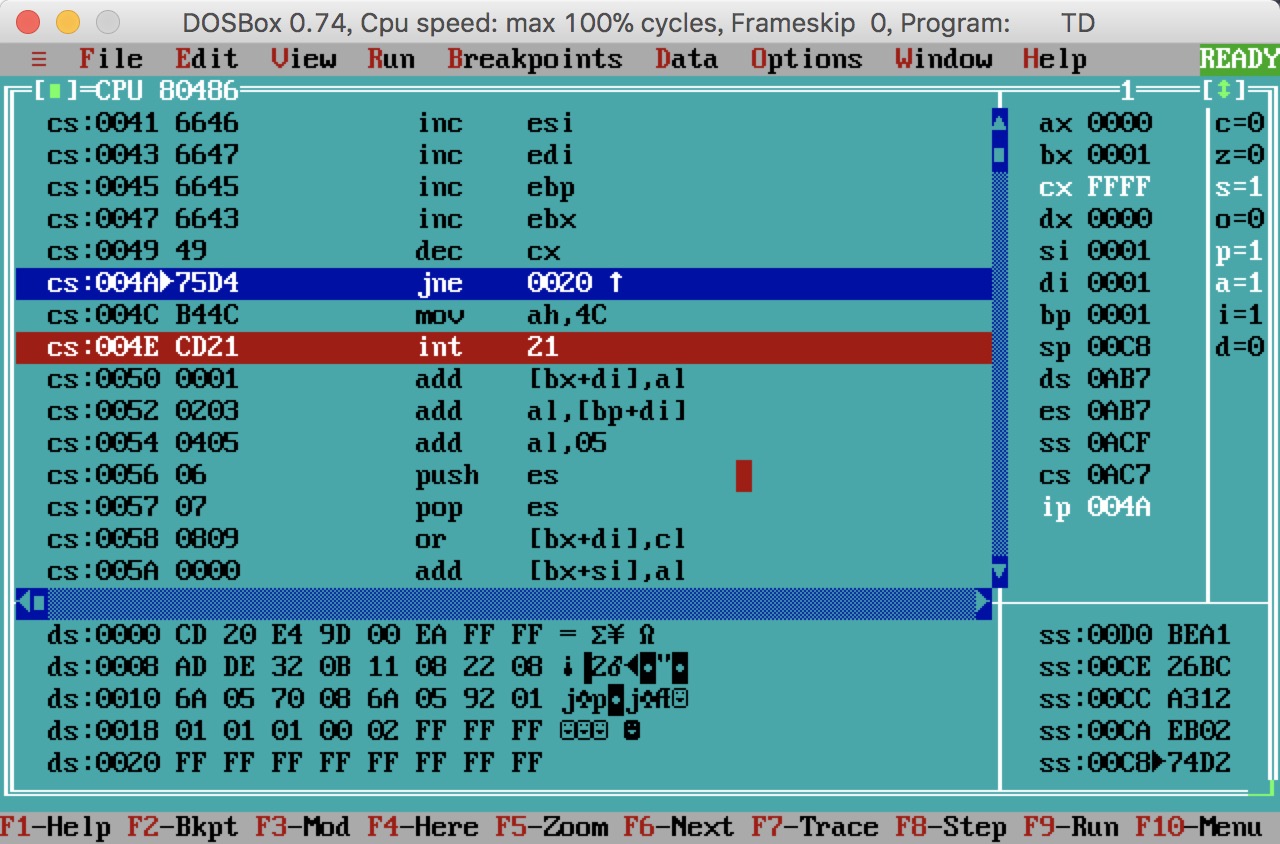 DOSBox 0.74, Cpu speed: max 100% cycles, Frameskip 0, Program: TD
≡ File Edit View Run Breakpoints Data Options Window Help READY
[■]=CPU 80486 1 [↕]
cs:0041 6646 inc esi ax 0000 c=0
cs:0043 6647 inc edi bx 0001 z=0
cs:0045 6645 inc ebp cx FFFF s=1
cs:0047 6643 inc ebx dx 0000 o=0
cs:0049 49 dec cx si 0001 p=1
cs:004A▶75D4 jne 0020 ↑ di 0001 a=1
cs:004C B44C mov ah,4C bp 0001 i=1
cs:004E CD21 int 21 sp 00C8 d=0
cs:0050 0001 add [bx+di],al ds 0AB7
cs:0052 0203 add al,[bp+di] es 0AB7
cs:0054 0405 add al,05 ss 0ACF
cs:0056 06 push es cs 0AC7
cs:0057 07 pop es ip 004A
cs:0058 0809 or [bx+di],cl
cs:005A 0000 add [bx+si],al
ds:0000 CD 20 E4 9D 00 EA FF FF = Σ¥ Ω ss:00D0 BEA1
ds:0008 AD DE 32 0B 11 08 22 08 ¡▐2♂◄◘"◘ ss:00CE 26BC
ds:0010 6A 05 70 08 6A 05 92 01 j♣p◘j♣Æ☺ ss:00CC A312
ds:0018 01 01 01 00 02 FF FF FF ☺☺☺ ☻ ss:00CA EB02
ds:0020 FF FF FF FF FF FF FF FF ss:00C8▶74D2
F1-Help F2-Bkpt F3-Mod F4-Here F5-Zoom F6-Next F7-Trace F8-Step F9-Run F10-Menu